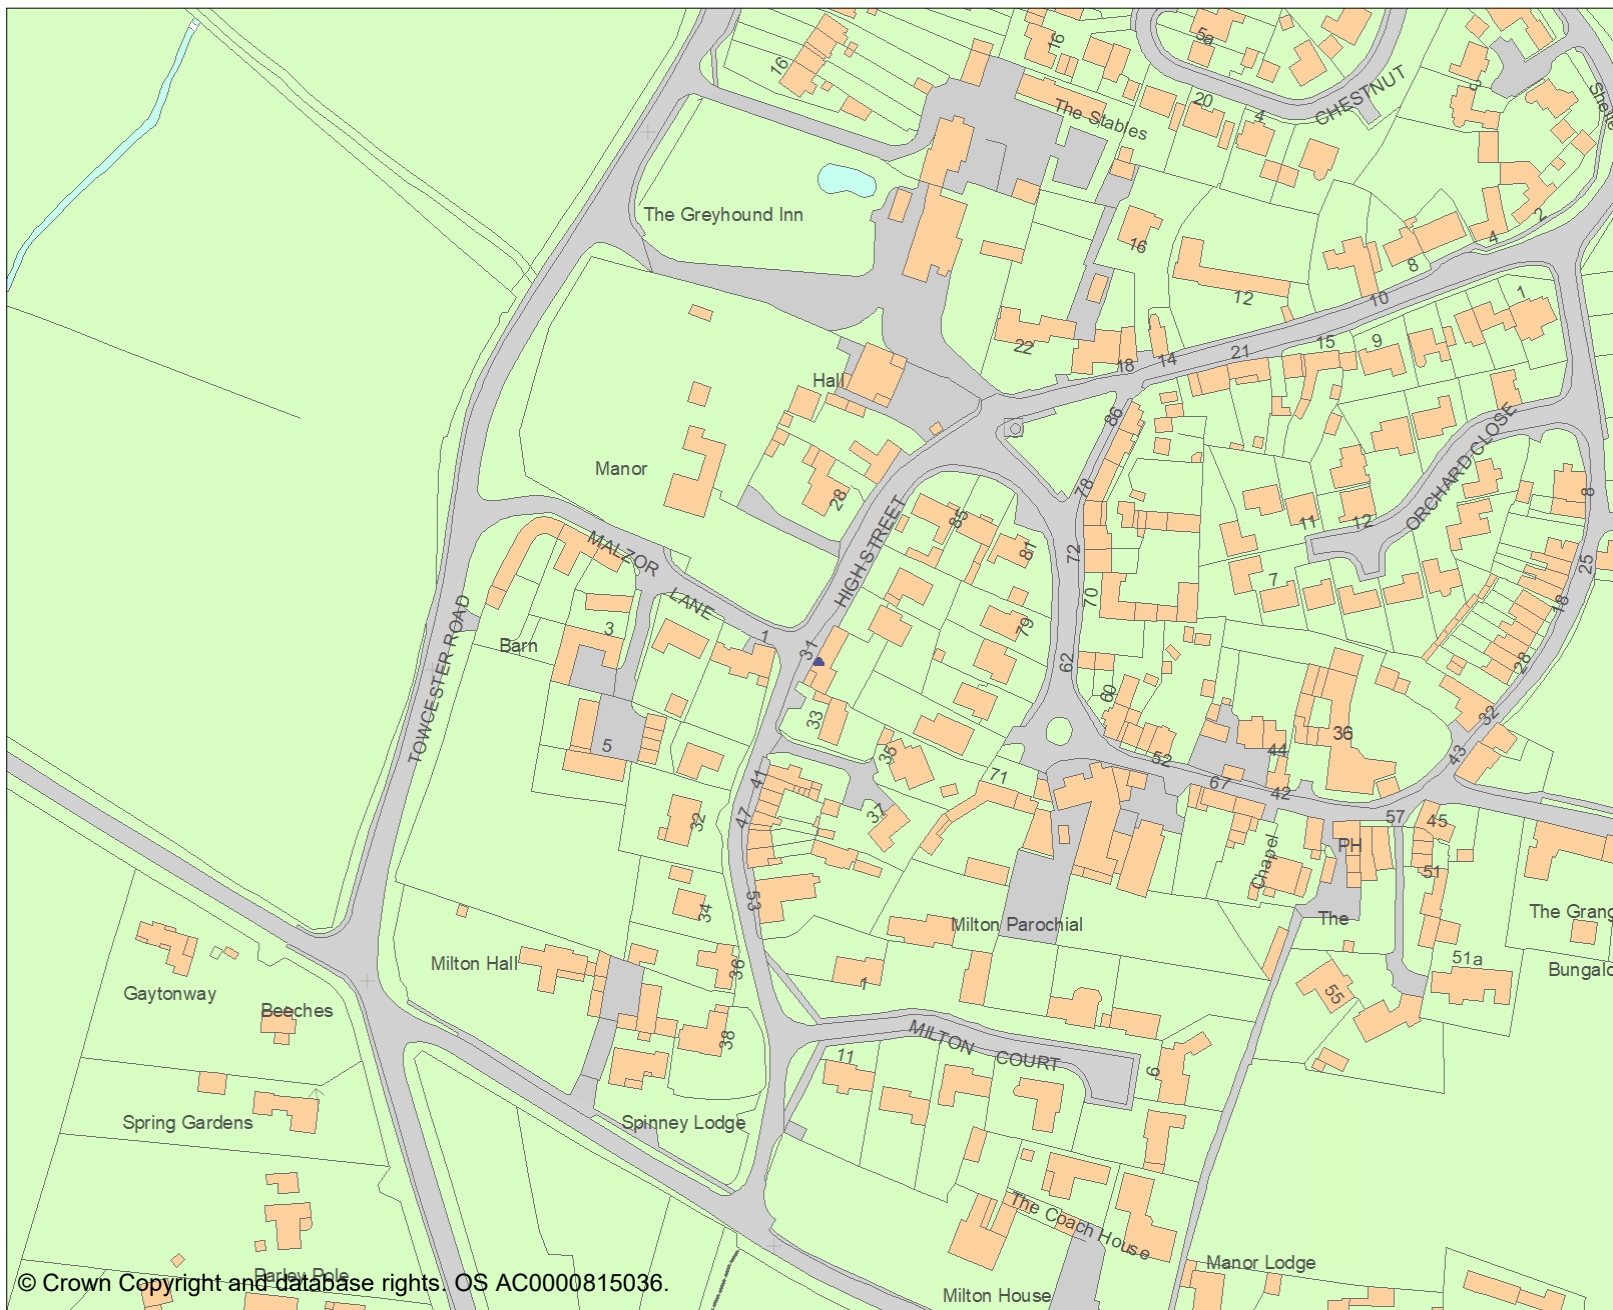 5a
16
16
CHESTNUT
3
The Stables
20
4
The Greyhound Inn
16
2
4
8
12
10
1
22
18
14
21
15
9
Hall
86
ORCHARD CLOSE
Manor
28
78
HIGH STREET
85
81
11
12
8
MALZOR LANE
72
25
7
70
18
TOWCESTER ROAD
Barn
3
1
31
79
62
28
60
33
32
5
35
71
52
44
36
43
41
67
42
47
32
37
57
45
PH
Chapel
51
53
34
Milton Parochial
The
The Grang
Milton Hall
36
1
51a
Bungalo
Gaytonway
55
Beeches
38
MILTON COURT
11
6
Spring Gardens
Spinney Lodge
The Coach House
Manor Lodge
Parley Pole
© Crown Copyright and database rights. OS AC0000815036.
Milton House